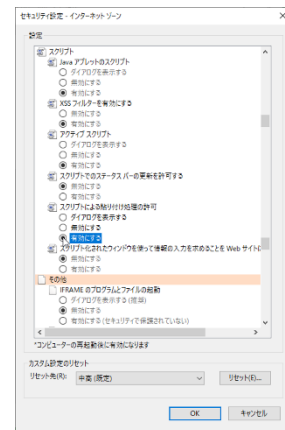 セキュリティ設定 - インターネット ゾーン
設定
スクリプト
Java アプレットのスクリプト
ダイアログを表示する
無効にする
有効にする
XSS フィルターを有効にする
無効にする
有効にする
アクティブ スクリプト
ダイアログを表示する
無効にする
有効にする
スクリプトでのステータス バーの更新を許可する
無効にする
有効にする
スクリプトによる貼り付け処理の許可
ダイアログを表示する
無効にする
有効にする
スクリプト化されたウィンドウを使って情報の入力を求めることを Web サイトに
無効にする
有効にする
その他
IFRAME のプログラムとファイルの起動
ダイアログを表示する (推奨)
無効にする
有効にする (セキュリティで保護されていない)
*コンピューターの再起動後に有効になります
カスタム設定のリセット
リセット先(R):
中高 (既定)
リセット(E)...
OK
キャンセル